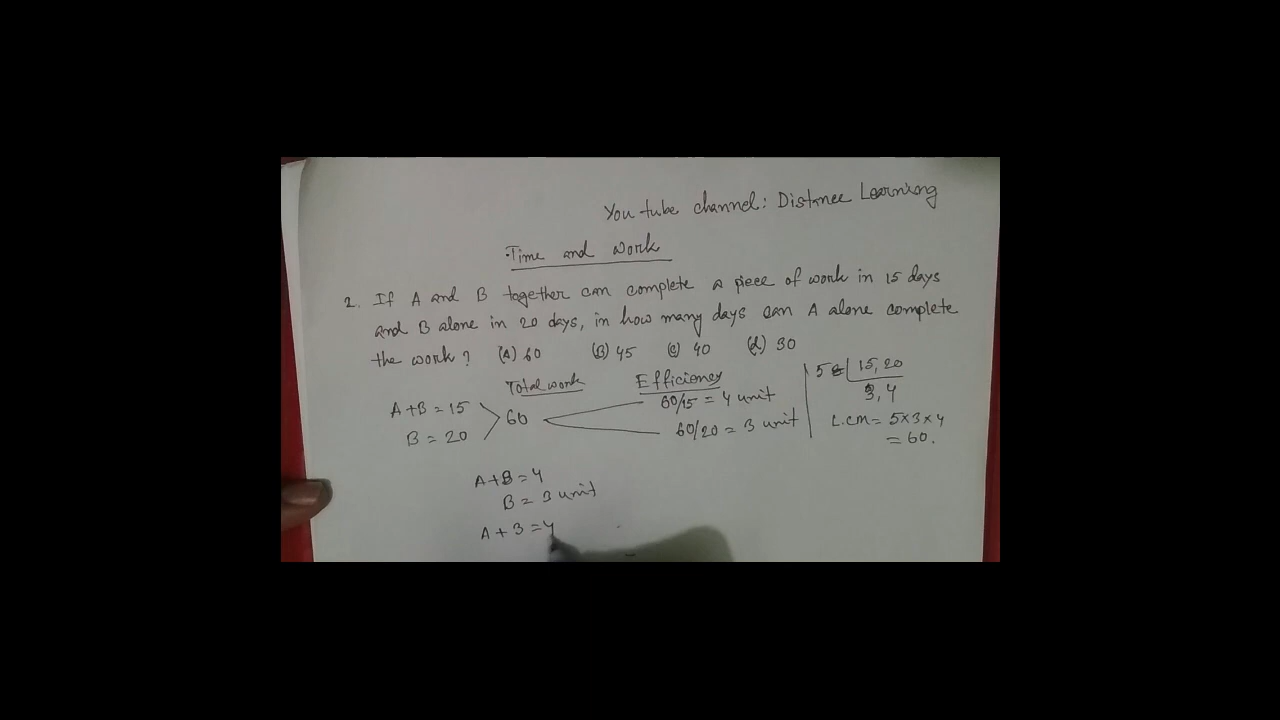 You tube channel: Distance Learning
Time and Work
2. If A and B together can complete a piece of work in 15 days
and B alone in 20 days, in how many days can A alone complete
the work? (A) 60 (B) 45 (C) 40 (d) 30
Total work Efficiency
A+B = 15
B = 20
60
60/15 = 4 unit
60/20 = 3 unit
5 15, 20
3, 4
L.CM = 5×3×4
= 60.
A+B = 4
B = 3 unit
A + 3 = 4